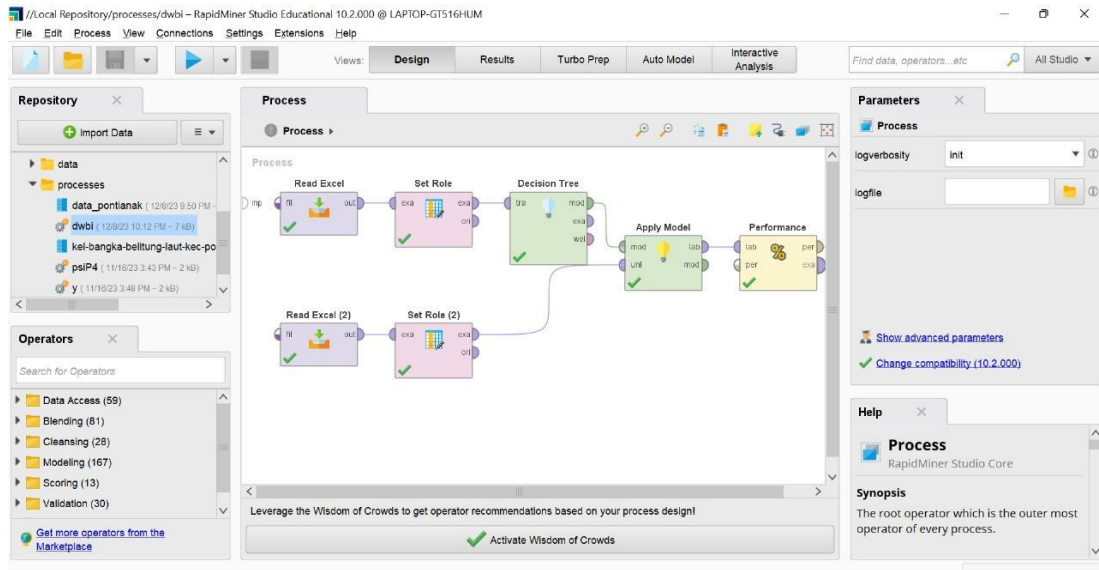 //Local Repository/processes/dwbi – RapidMiner Studio Educational 10.2.000 @ LAPTOP-GT516HUM
File Edit Process View Connections Settings Extensions Help
Views: Design Results Turbo Prep Auto Model Interactive Analysis
Find data, operators...etc All Studio
Repository
Import Data
data
processes
data_pontianak ( 12/8/23 9:50 PM –
dwbi ( 12/8/23 10:12 PM – 7 kB)
kel-bangka-belitung-laut-kec-po
psiP4 ( 11/16/23 3:43 PM – 2 kB)
y ( 11/16/23 3:48 PM – 2 kB)
Operators
Search for Operators
Data Access (59)
Blending (81)
Cleansing (28)
Modeling (167)
Scoring (13)
Validation (30)
Get more operators from the
Marketplace
Process
Process
Process
Read Excel Set Role Decision Tree
inp fil out exa exa tra mod
ori exa
wei
Apply Model Performance
mod lab lab per
unl mod per exa
Read Excel (2) Set Role (2)
fil out exa exa
ori
Leverage the Wisdom of Crowds to get operator recommendations based on your process design!
Activate Wisdom of Crowds
Parameters
Process
logverbosity init
logfile
Show advanced parameters
Change compatibility (10.2.000)
Help
Process
RapidMiner Studio Core
Synopsis
The root operator which is the outer most
operator of every process.